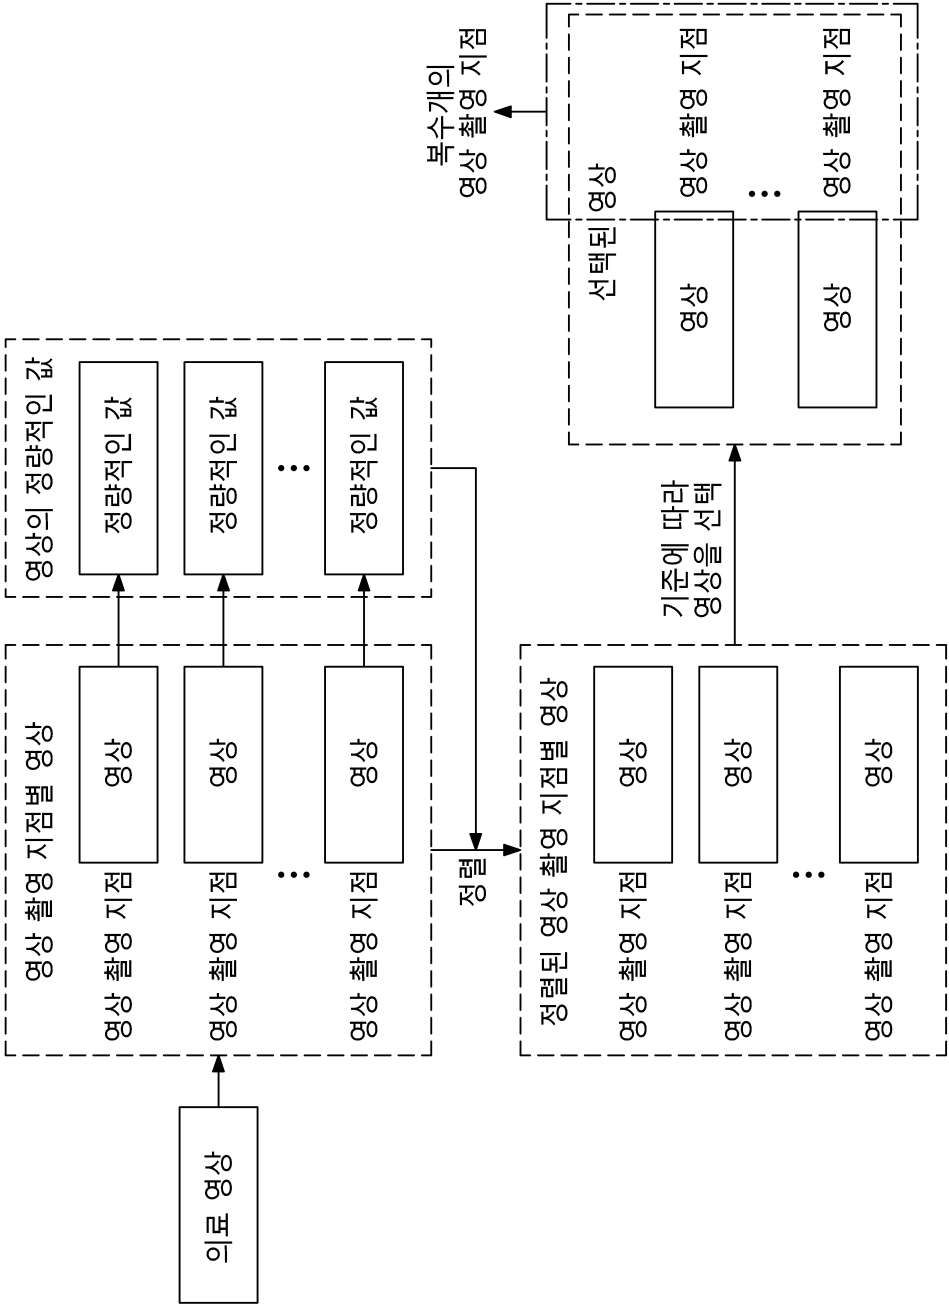 의료 영상
영상 촬영 지점별 영상
영상 촬영 지점
영상
영상 촬영 지점
영상
...
영상 촬영 지점
영상
영상의 정량적인 값
정량적인 값
정량적인 값
...
정량적인 값
정렬
정렬된 영상 촬영 지점별 영상
영상 촬영 지점
영상
영상 촬영 지점
영상
...
영상 촬영 지점
영상
기준에 따라
영상을 선택
선택된 영상
영상
영상 촬영 지점
...
영상
영상 촬영 지점
복수개의
영상 촬영 지점